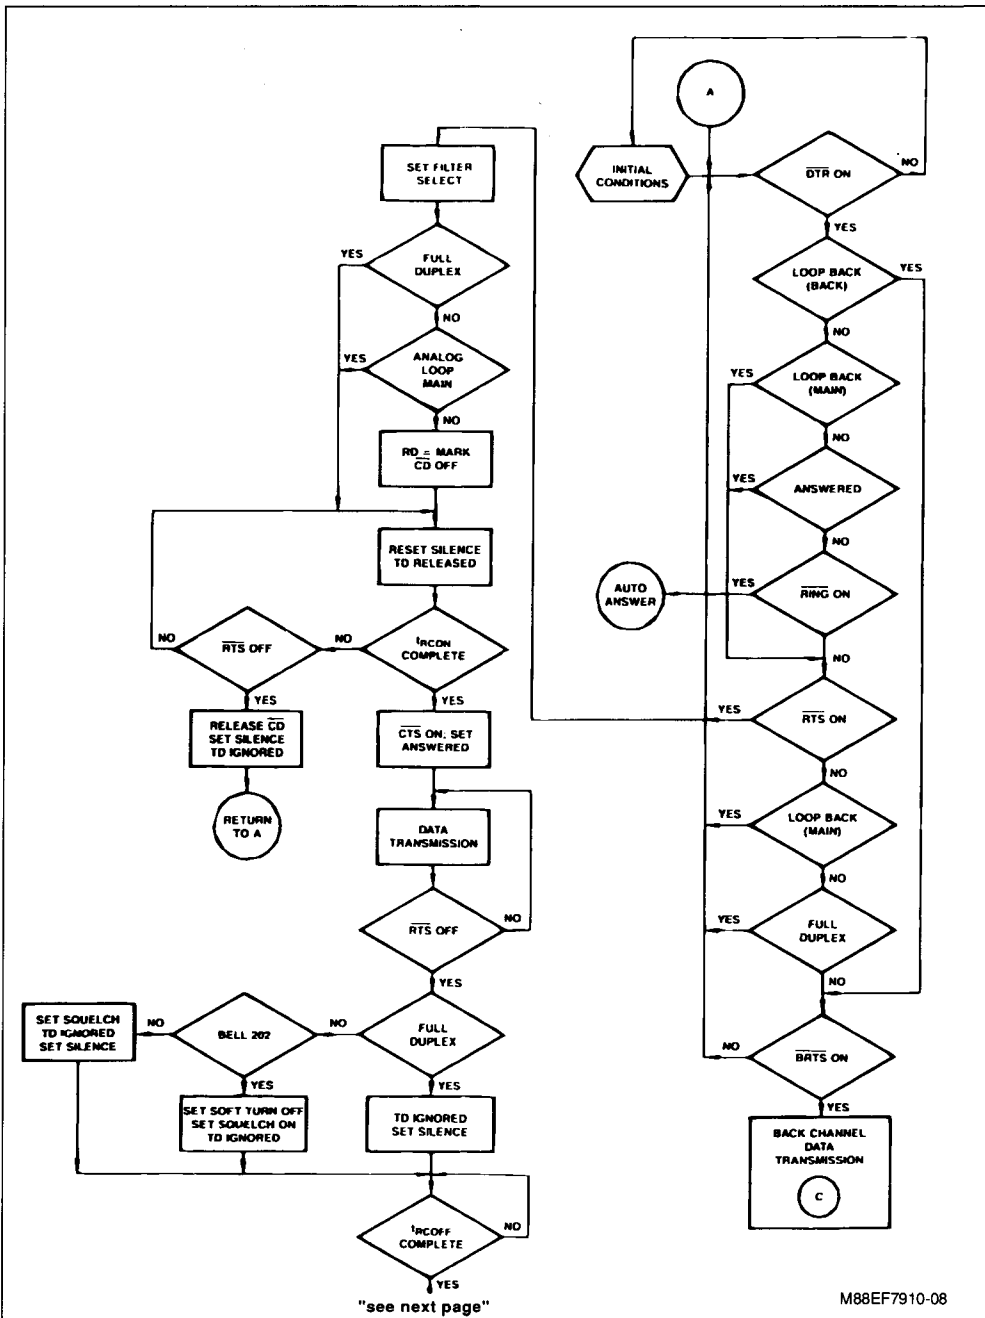 A
INITIAL
CONDITIONS
DTR ON
NO
YES
LOOP BACK
(BACK)
YES
NO
LOOP BACK
(MAIN)
YES
NO
ANSWERED
YES
NO
RING ON
YES
AUTO
ANSWER
NO
RTS ON
YES
NO
LOOP BACK
(MAIN)
YES
NO
FULL
DUPLEX
YES
NO
BRTS ON
NO
YES
BACK CHANNEL
DATA
TRANSMISSION
C
SET FILTER
SELECT
FULL
DUPLEX
YES
NO
ANALOG
LOOP
MAIN
YES
NO
RD = MARK
CD OFF
RESET SILENCE
TD RELEASED
tRCON
COMPLETE
NO
YES
RTS OFF
NO
YES
RELEASE CD
SET SILENCE
TD IGNORED
RETURN
TO A
CTS ON; SET
ANSWERED
DATA
TRANSMISSION
RTS OFF
NO
YES
FULL
DUPLEX
NO
YES
BELL 202
NO
YES
SET SQUELCH
TD IGNORED
SET SILENCE
SET SOFT TURN OFF
SET SQUELCH ON
TD IGNORED
TD IGNORED
SET SILENCE
tRCOFF
COMPLETE
NO
YES
"see next page"
M88EF7910-08